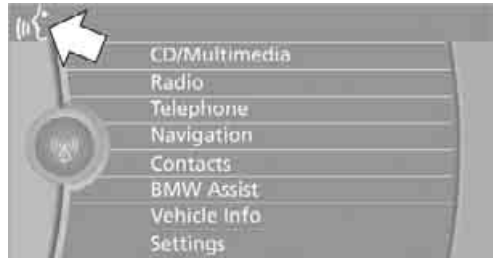 CD/Multimedia
Radio
Telephone
Navigation
Contacts
BMW Assist
Vehicle Info
Settings